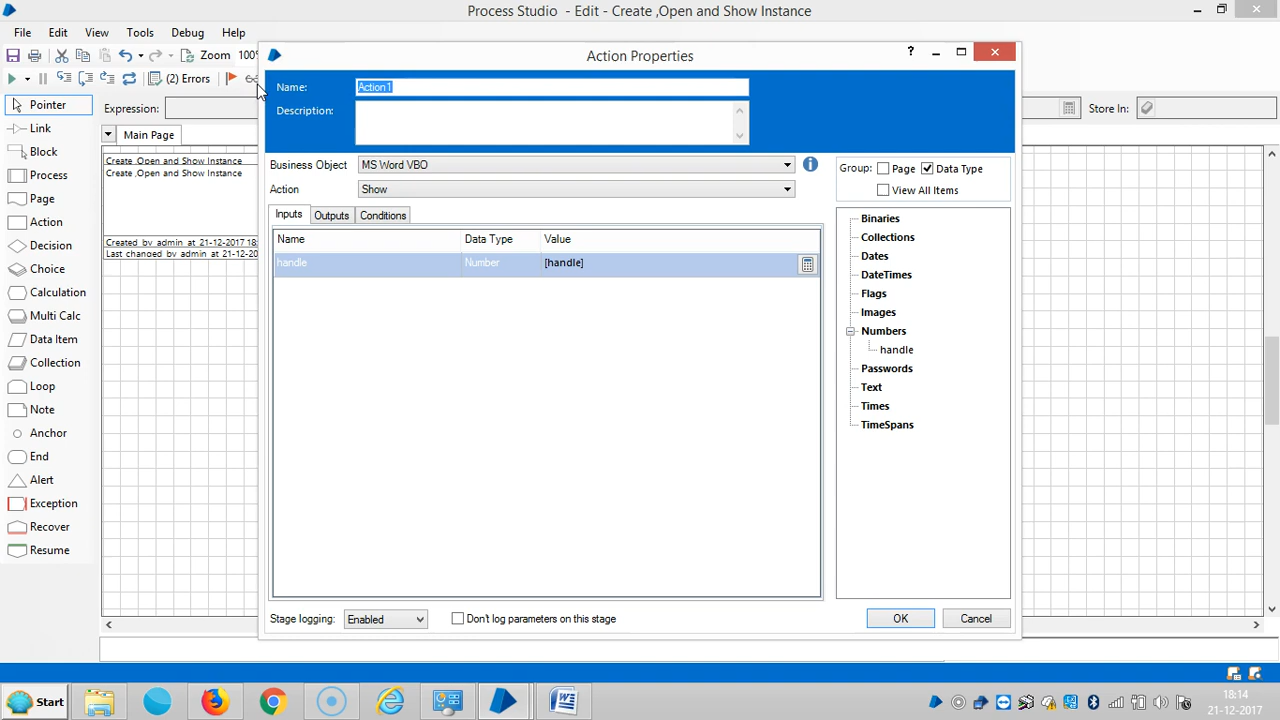 Process Studio - Edit - Create ,Open and Show Instance
File Edit View Tools Debug Help
Action Properties
Zoom 100%
(2) Errors
Name: Action1
Description:
Expression:
Store In:
Pointer
Link
Block
Process
Page
Action
Decision
Choice
Calculation
Multi Calc
Data Item
Collection
Loop
Note
Anchor
End
Alert
Exception
Recover
Resume
Main Page
Create ,Open and Show Instance
Create ,Open and Show Instance
Created by admin at 21-12-2017 18:
Last changed by admin at 21-12-2017
Business Object MS Word VBO
Action Show
Inputs Outputs Conditions
Name Data Type Value
handle Number [handle]
Group: Page Data Type
View All Items
Binaries
Collections
Dates
DateTimes
Flags
Images
Numbers
handle
Passwords
Text
Times
TimeSpans
Stage logging: Enabled Don't log parameters on this stage
OK Cancel
Start
18:14
21-12-2017